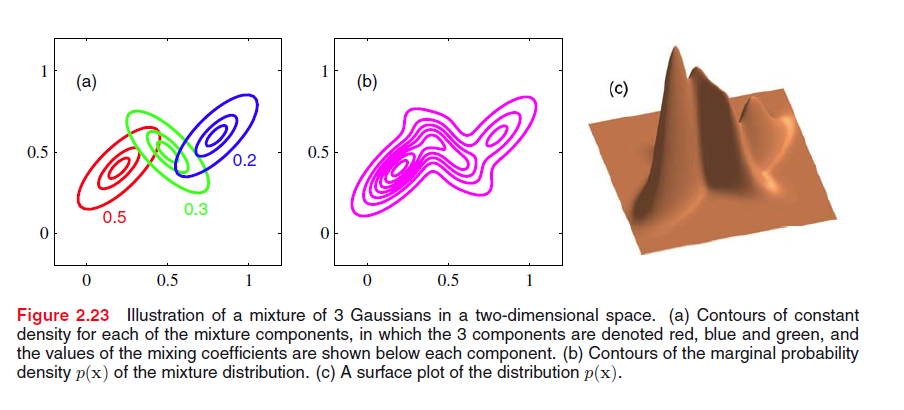 (a)
1
0.5
0
0 0.5 1
0.5
0.3
0.2
(b)
1
0.5
0
0 0.5 1
(c)
Figure 2.23 Illustration of a mixture of 3 Gaussians in a two-dimensional space. (a) Contours of constant
density for each of the mixture components, in which the 3 components are denoted red, blue and green, and
the values of the mixing coefficients are shown below each component. (b) Contours of the marginal probability
density p(x) of the mixture distribution. (c) A surface plot of the distribution p(x).